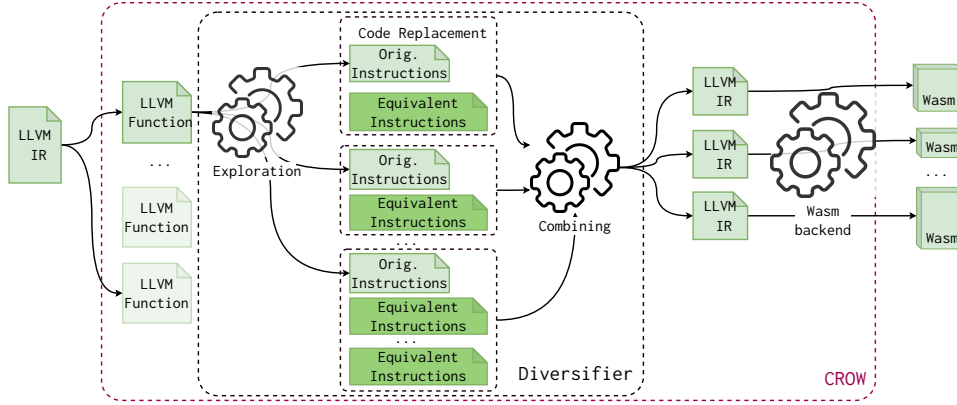 LLVM
IR
LLVM
Function
...
LLVM
Function
LLVM
Function
Exploration
Code Replacement
Orig.
Instructions
Equivalent
Instructions
Orig.
Instructions
Equivalent
Instructions
...
Orig.
Instructions
Equivalent
Instructions
...
Equivalent
Instructions
Combining
Diversifier
LLVM
IR
LLVM
IR
LLVM
IR
Wasm
backend
Wasm
Wasm
...
Wasm
CROW